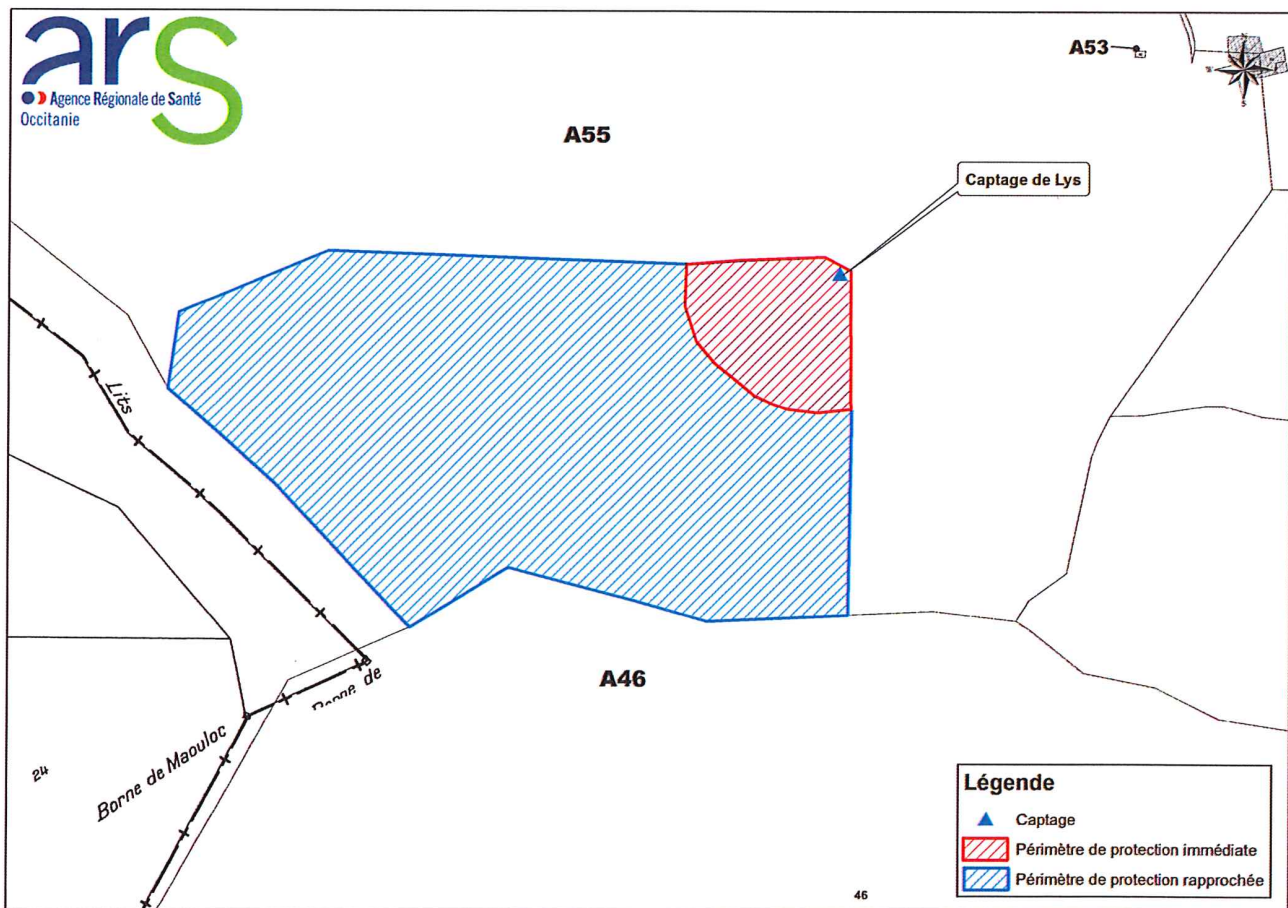 ars
Agence Régionale de Santé
Occitanie
A53
N
W
S
A55
Captage de Lys
Lits
A46
Borne de
Borne de Maouloc
24
Légende
Captage
Périmètre de protection immédiate
Périmètre de protection rapprochée
46